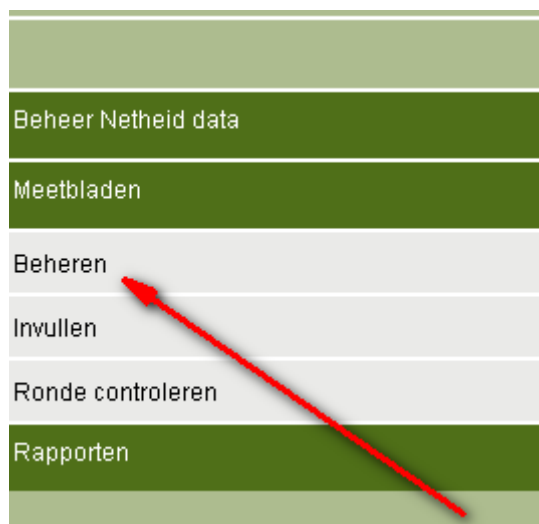 Beheer Netheid data
Meetbladen
Beheren
Invullen
Ronde controleren
Rapporten